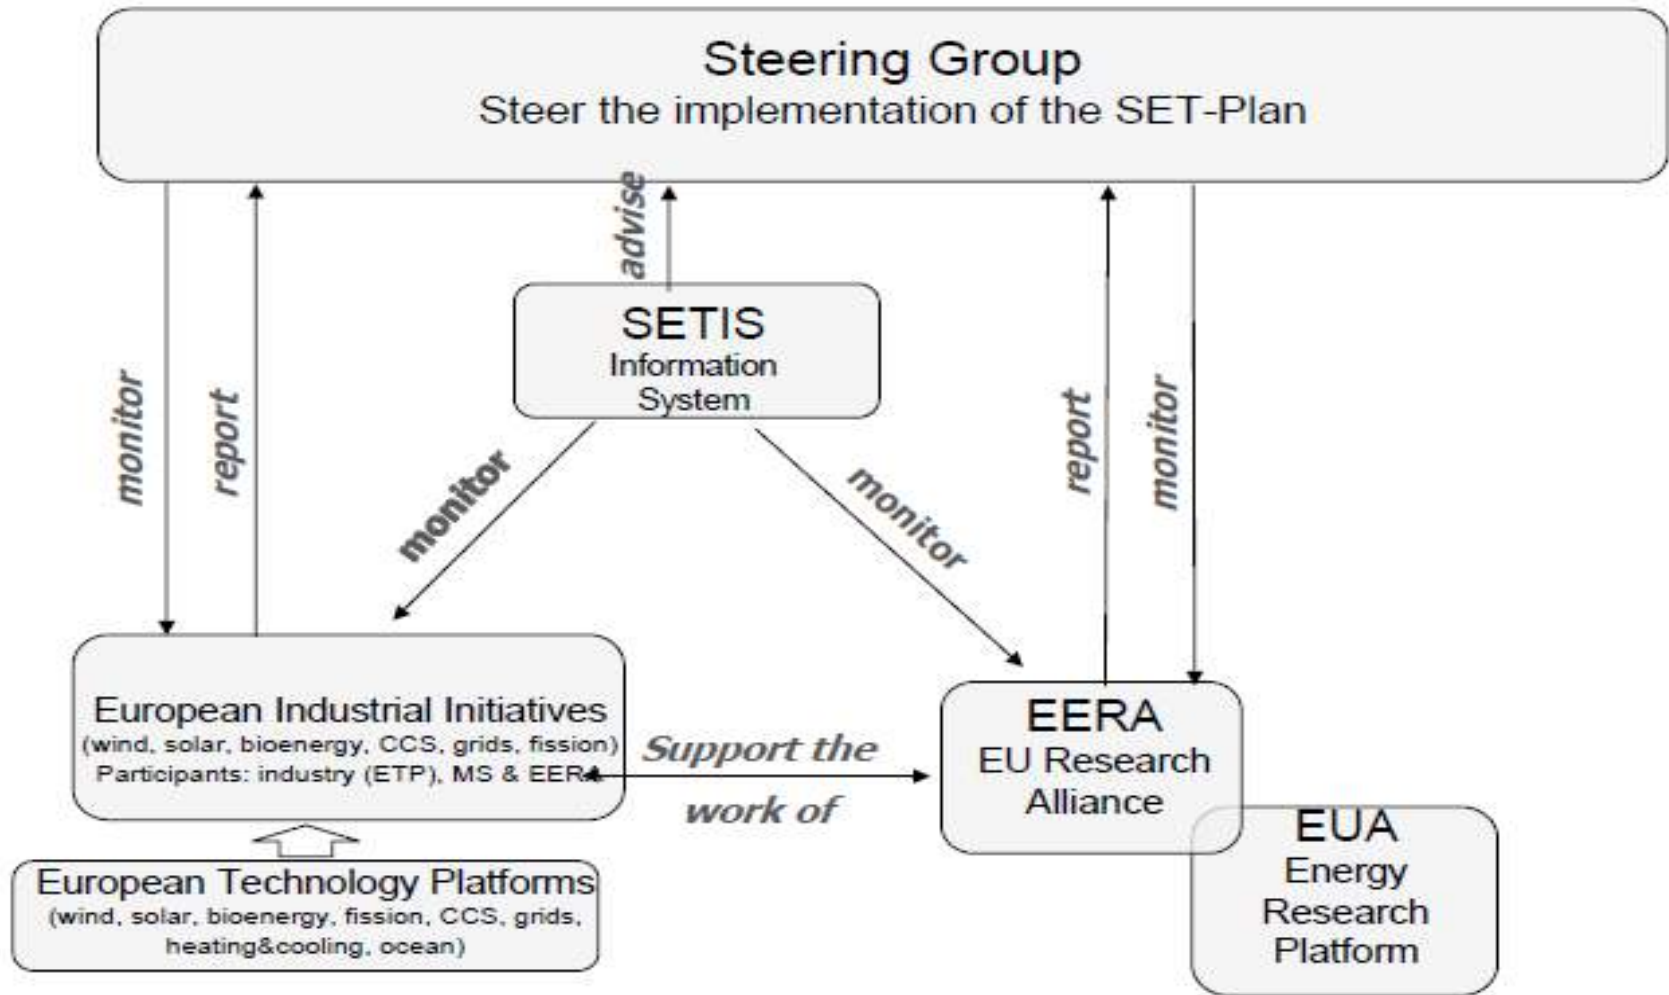 Steering Group
Steer the implementation of the SET-Plan
advise
SETIS
Information
System
monitor
report
monitor
monitor
report
monitor
European Industrial Initiatives
(wind, solar, bioenergy, CCS, grids, fission)
Participants: industry (ETP), MS & EERA
Support the
work of
EERA
EU Research
Alliance
EUA
Energy
Research
Platform
European Technology Platforms
(wind, solar, bioenergy, fission, CCS, grids,
heating&cooling, ocean)